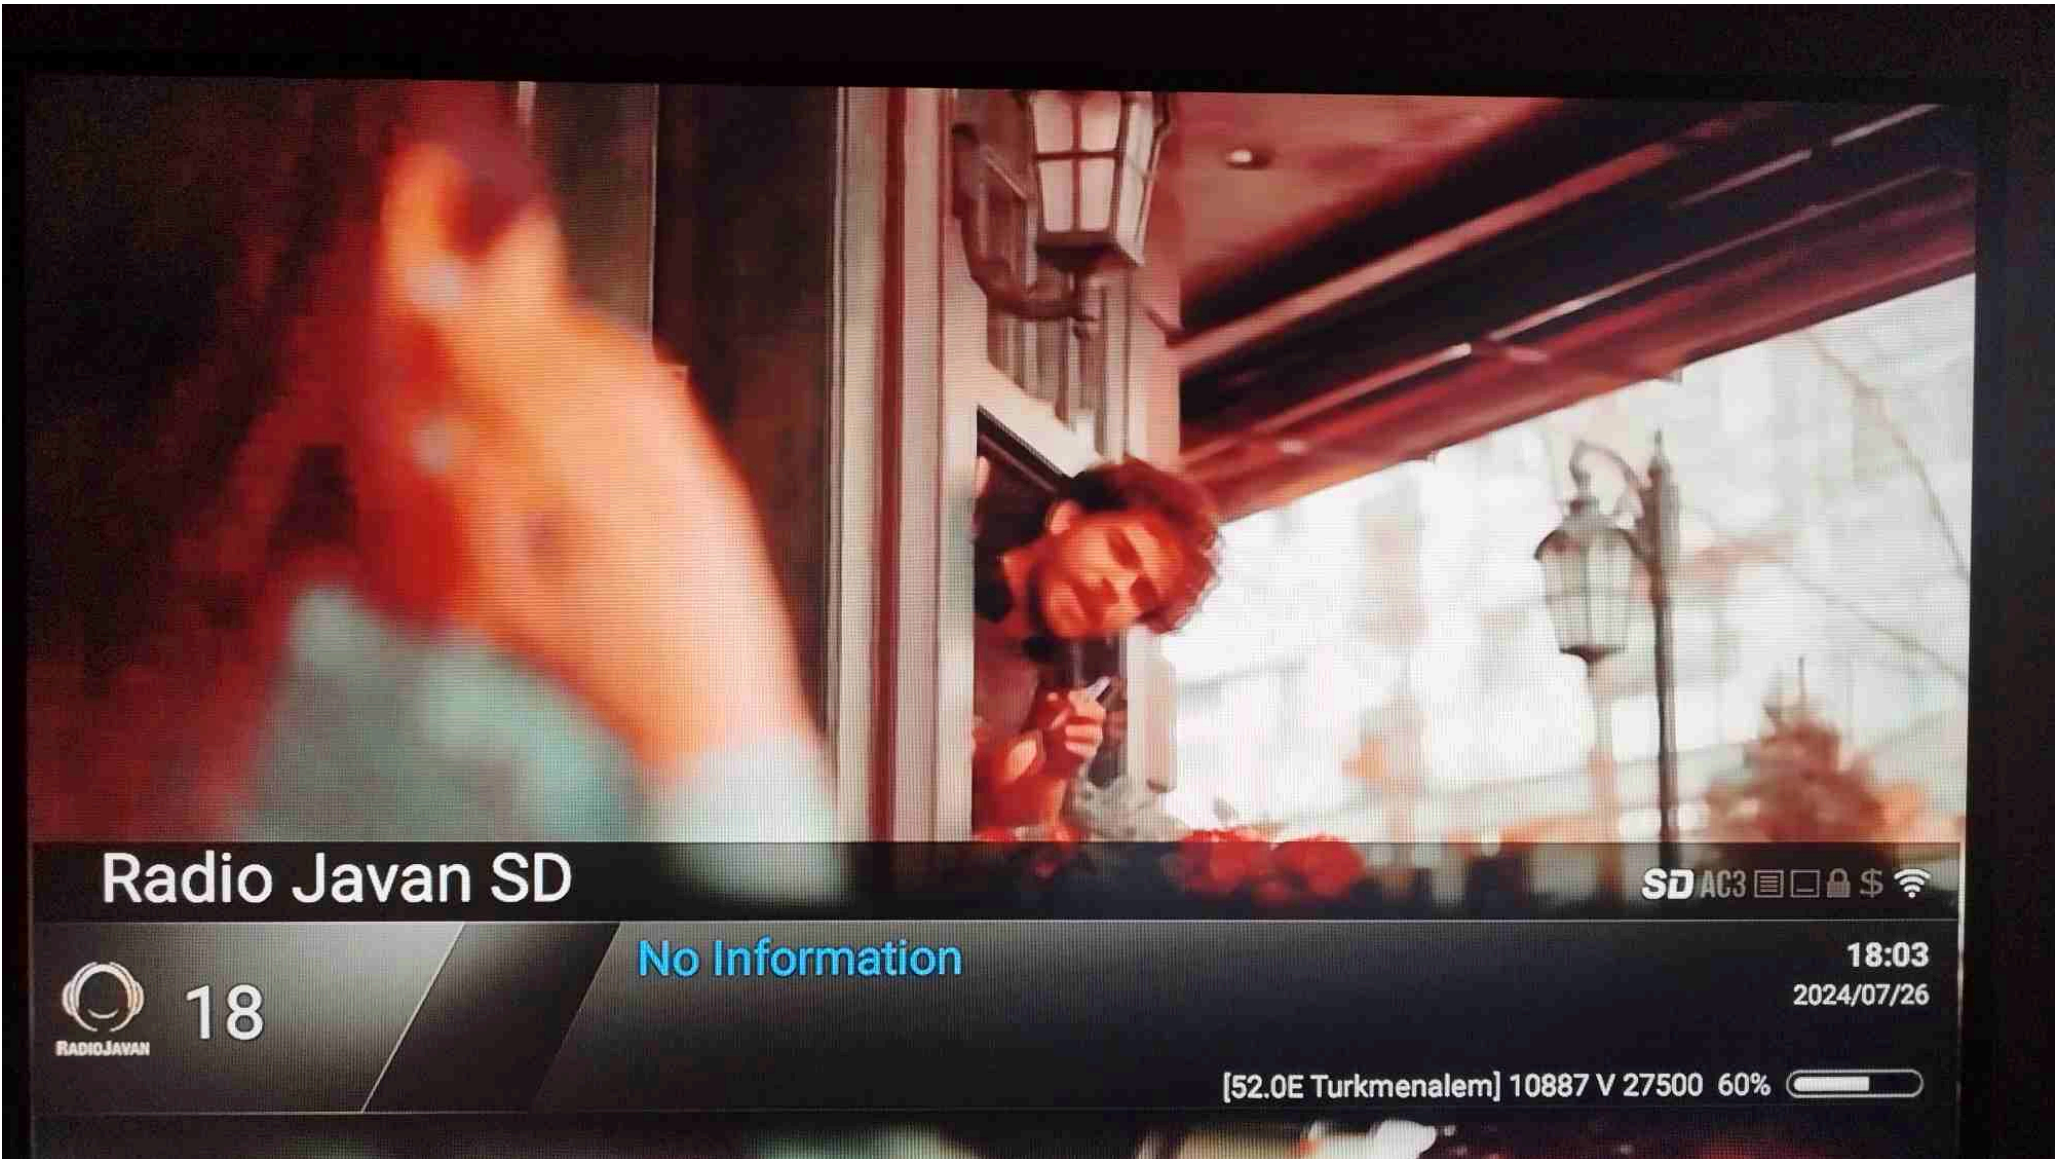 Radio Javan SD
SD AC3 $
No Information
18:03
2024/07/26
RADIOJAVAN
18
[52.0E Turkmenalem] 10887 V 27500 60%